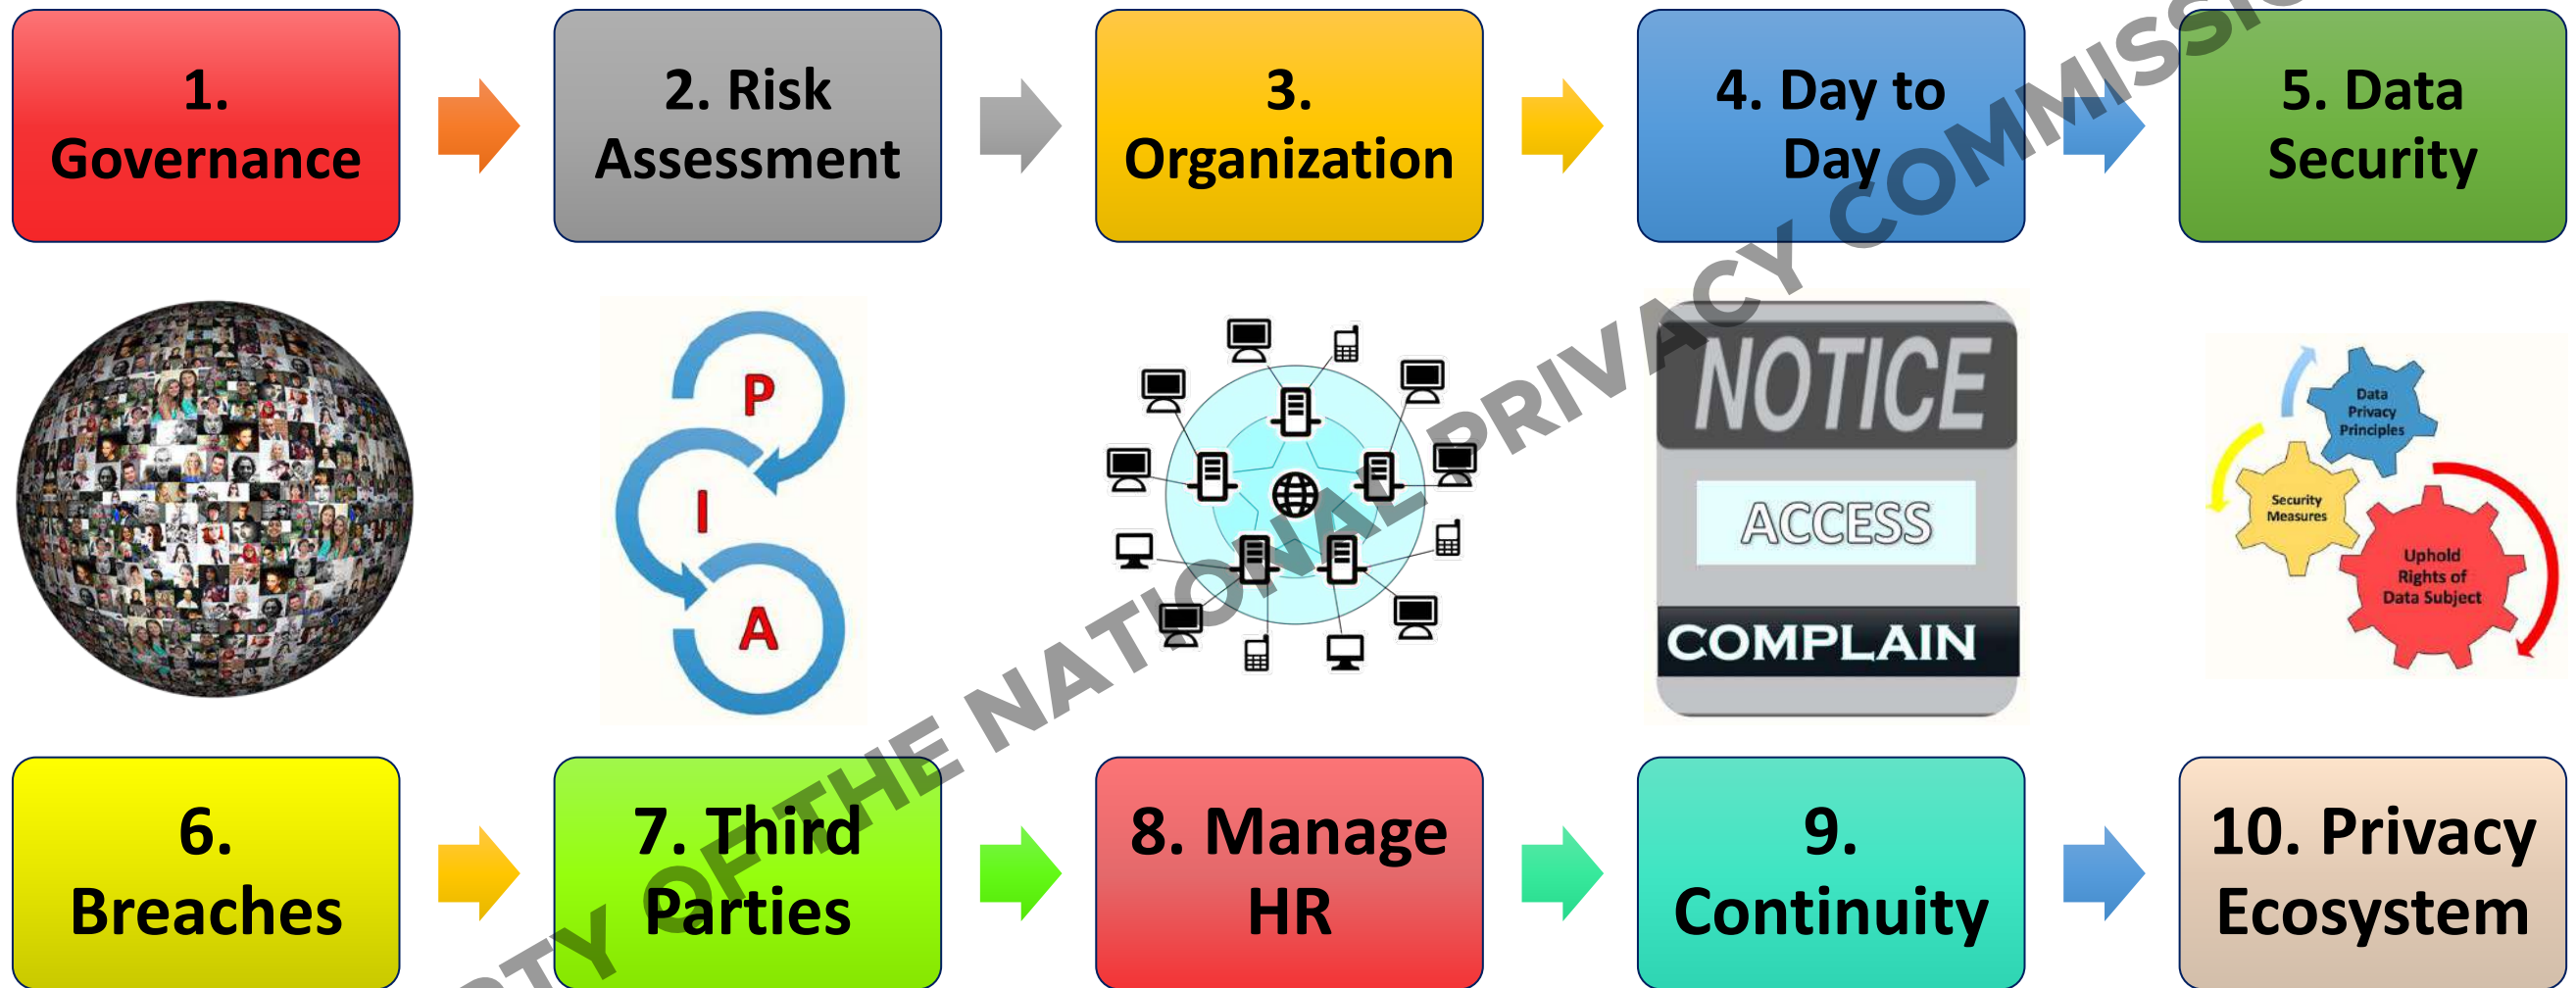 1.
Governance
2. Risk
Assessment
3.
Organization
4. Day to
Day
5. Data
Security
P
I
A
NOTICE
ACCESS
COMPLAIN
Data
Privacy
Principles
Security
Measures
Uphold
Rights of
Data Subject
6.
Breaches
7. Third
Parties
8. Manage
HR
9.
Continuity
10. Privacy
Ecosystem
OF THE NATIONAL PRIVACY